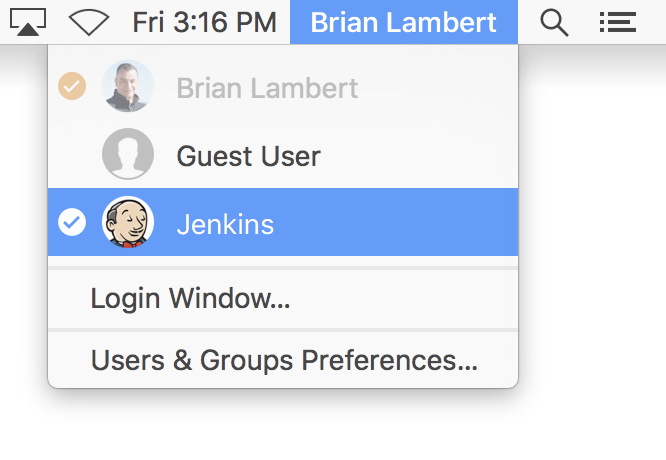 Fri 3:16 PM Brian Lambert
Brian Lambert
Guest User
Jenkins
Login Window...
Users & Groups Preferences...